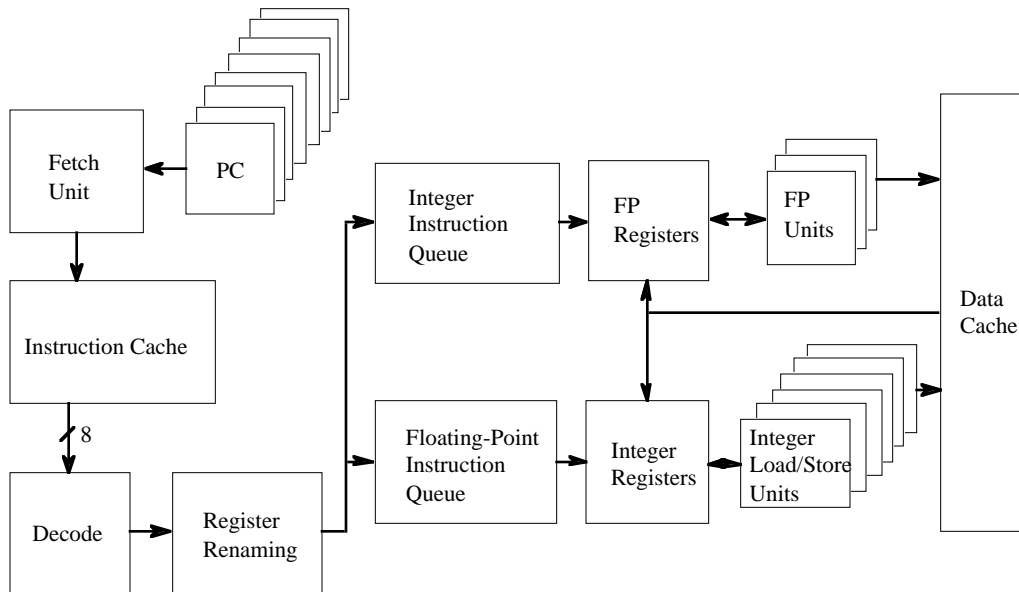 Fetch
Unit
PC
Integer
Instruction
Queue
FP
Registers
FP
Units
Data
Cache
Instruction Cache
8
Floating-Point
Instruction
Queue
Integer
Registers
Integer
Load/Store
Units
Decode
Register
Renaming